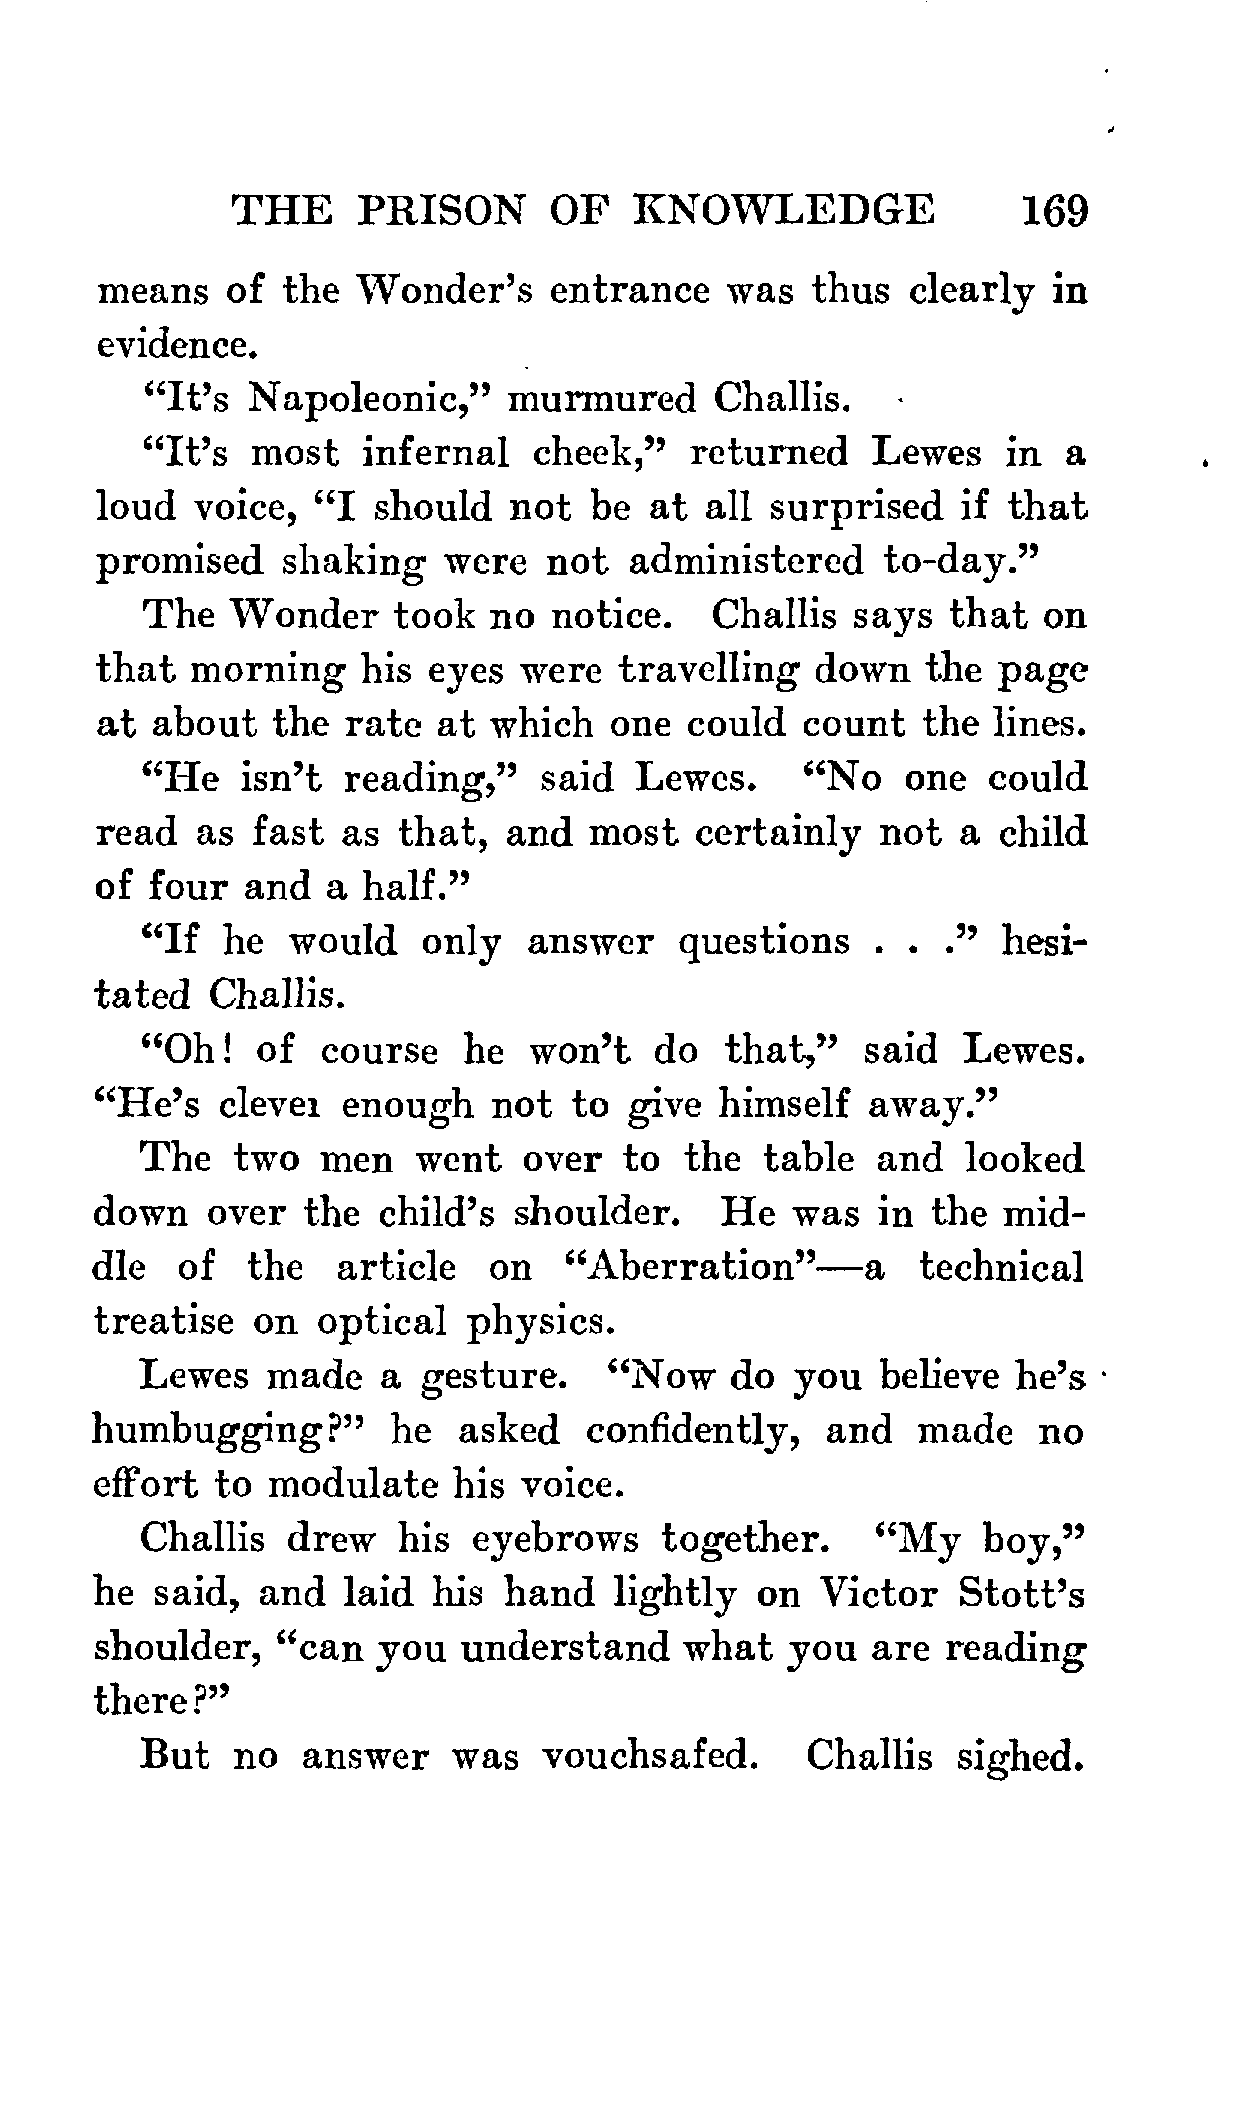 THE PRISON OF KNOWLEDGE 169
means of the Wonder's entrance was thus clearly in
evidence.
“It's Napoleonic,” murmured Challis.
“It's most infernal cheek,” returned Lewes in a
loud voice, “I should not be at all surprised if that
promised shaking were not administered to-day.”
The Wonder took no notice. Challis says that on
that morning his eyes were travelling down the page
at about the rate at which one could count the lines.
“He isn't reading,” said Lewes. “No one could
read as fast as that, and most certainly not a child
of four and a half.”
“If he would only answer questions . . .” hesi-
tated Challis.
“Oh! of course he won't do that,” said Lewes.
“He's clever enough not to give himself away.”
The two men went over to the table and looked
down over the child's shoulder. He was in the mid-
dle of the article on “Aberration”—a technical
treatise on optical physics.
Lewes made a gesture. “Now do you believe he's
humbugging?” he asked confidently, and made no
effort to modulate his voice.
Challis drew his eyebrows together. “My boy,”
he said, and laid his hand lightly on Victor Stott's
shoulder, “can you understand what you are reading
there?”
But no answer was vouchsafed. Challis sighed.